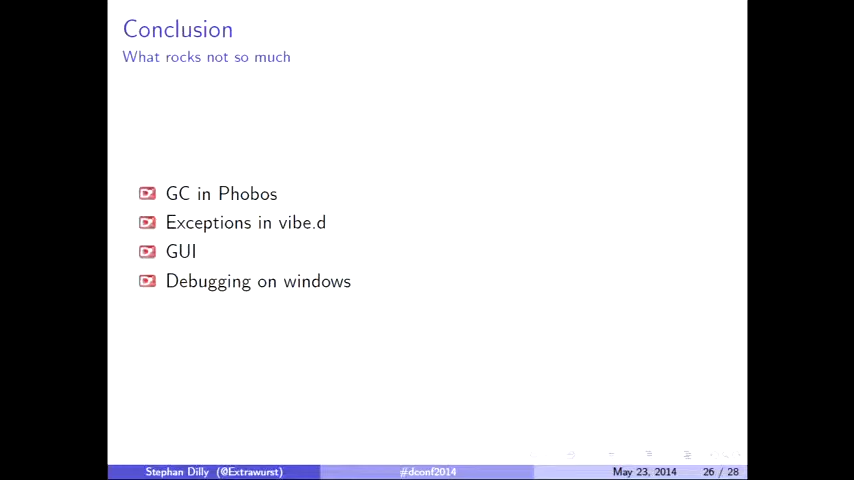 Conclusion
What rocks not so much
GC in Phobos
Exceptions in vibe.d
GUI
Debugging on windows
Stephan Dilly (@Extrawurst) #dconf2014 May 23, 2014 26 / 28